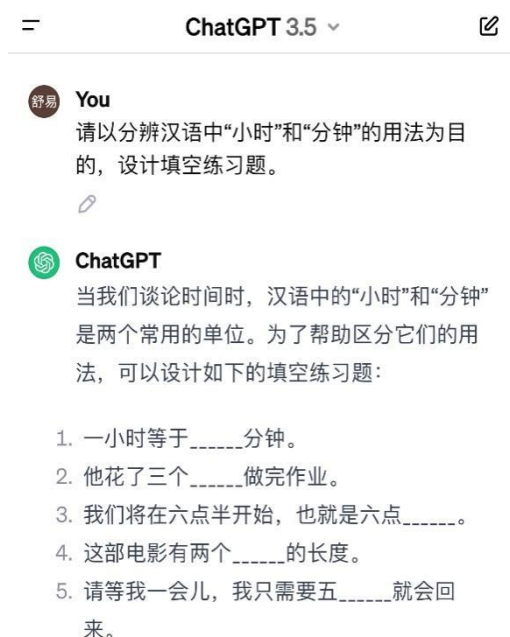 ChatGPT 3.5
舒易
You
请以分辨汉语中“小时”和“分钟”的用法为目
的，设计填空练习题。
ChatGPT
当我们谈论时间时，汉语中的“小时”和“分钟”
是两个常用的单位。为了帮助区分它们的用
法，可以设计如下的填空练习题：
1. 一小时等于______分钟。
2. 他花了三个______做完作业。
3. 我们将在六点半开始，也就是六点______。
4. 这部电影有两个______的长度。
5. 请等我一会儿，我只需要五______就会回
来。